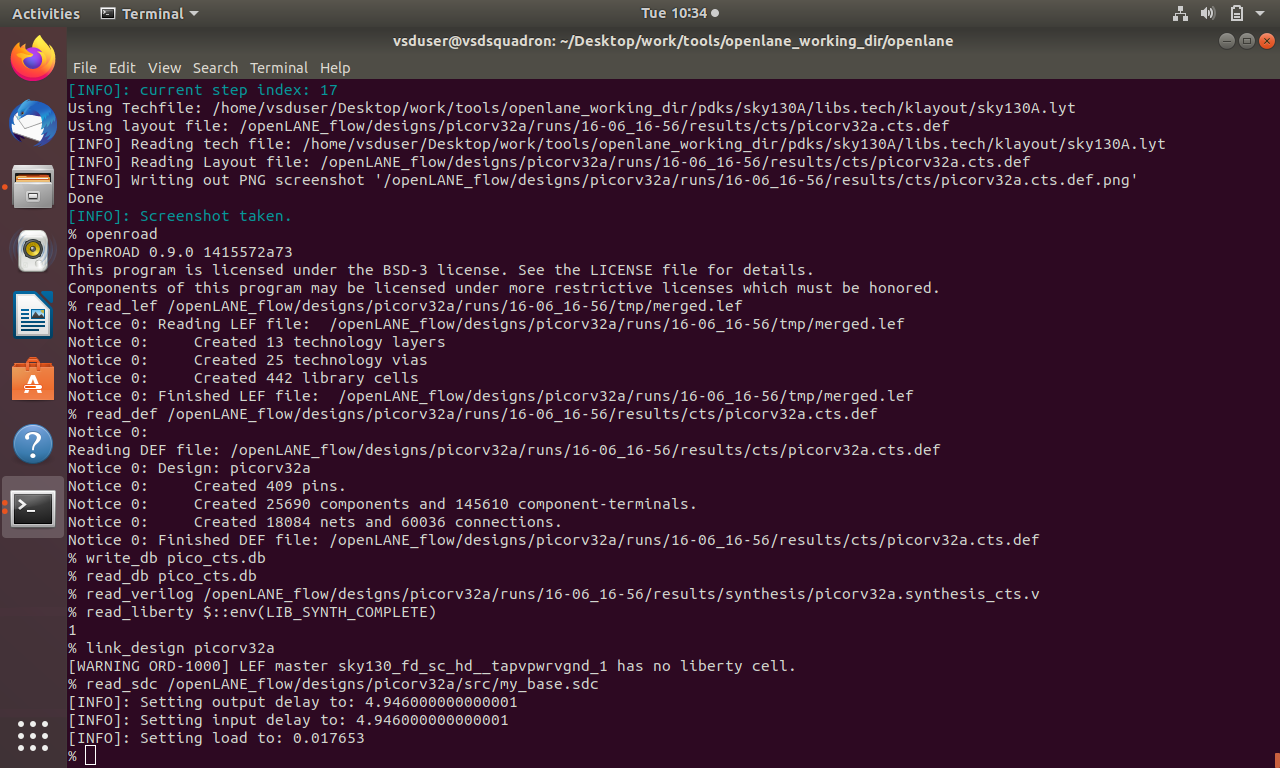 Activities Terminal Tue 10:34
vsduser@vsdsquadron: ~/Desktop/work/tools/openlane_working_dir/openlane
File Edit View Search Terminal Help
[INFO]: current step index: 17
Using Techfile: /home/vsduser/Desktop/work/tools/openlane_working_dir/pdks/sky130A/libs.tech/klayout/sky130A.lyt
Using layout file: /openLANE_flow/designs/picorv32a/runs/16-06_16-56/results/cts/picorv32a.cts.def
[INFO] Reading tech file: /home/vsduser/Desktop/work/tools/openlane_working_dir/pdks/sky130A/libs.tech/klayout/sky130A.lyt
[INFO] Reading Layout file: /openLANE_flow/designs/picorv32a/runs/16-06_16-56/results/cts/picorv32a.cts.def
[INFO] Writing out PNG screenshot '/openLANE_flow/designs/picorv32a/runs/16-06_16-56/results/cts/picorv32a.cts.def.png'
Done
[INFO]: Screenshot taken.
% openroad
OpenROAD 0.9.0 1415572a73
This program is licensed under the BSD-3 license. See the LICENSE file for details.
Components of this program may be licensed under more restrictive licenses which must be honored.
% read_lef /openLANE_flow/designs/picorv32a/runs/16-06_16-56/tmp/merged.lef
Notice 0: Reading LEF file:  /openLANE_flow/designs/picorv32a/runs/16-06_16-56/tmp/merged.lef
Notice 0:     Created 13 technology layers
Notice 0:     Created 25 technology vias
Notice 0:     Created 442 library cells
Notice 0: Finished LEF file:  /openLANE_flow/designs/picorv32a/runs/16-06_16-56/tmp/merged.lef
% read_def /openLANE_flow/designs/picorv32a/runs/16-06_16-56/results/cts/picorv32a.cts.def
Notice 0:
Reading DEF file: /openLANE_flow/designs/picorv32a/runs/16-06_16-56/results/cts/picorv32a.cts.def
Notice 0: Design: picorv32a
Notice 0:     Created 409 pins.
Notice 0:     Created 25690 components and 145610 component-terminals.
Notice 0:     Created 18084 nets and 60036 connections.
Notice 0: Finished DEF file: /openLANE_flow/designs/picorv32a/runs/16-06_16-56/results/cts/picorv32a.cts.def
% write_db pico_cts.db
% read_db pico_cts.db
% read_verilog /openLANE_flow/designs/picorv32a/runs/16-06_16-56/results/synthesis/picorv32a.synthesis_cts.v
% read_liberty $::env(LIB_SYNTH_COMPLETE)
1
% link_design picorv32a
[WARNING ORD-1000] LEF master sky130_fd_sc_hd__tapvpwrvgnd_1 has no liberty cell.
% read_sdc /openLANE_flow/designs/picorv32a/src/my_base.sdc
[INFO]: Setting output delay to: 4.946000000000001
[INFO]: Setting input delay to: 4.946000000000001
[INFO]: Setting load to: 0.017653
%